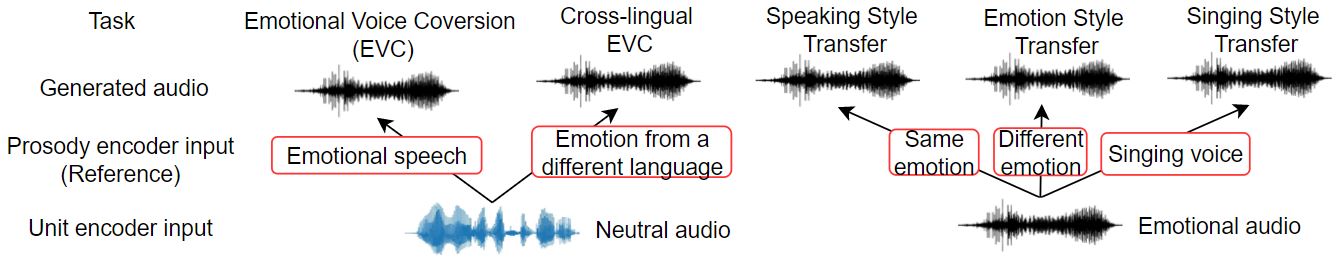 Task
Emotional Voice Coversion
(EVC)
Cross-lingual
EVC
Speaking Style
Transfer
Emotion Style
Transfer
Singing Style
Transfer
Generated audio
Prosody encoder input
(Reference)
Emotional speech
Emotion from a
different language
Same
emotion
Different
emotion
Singing voice
Unit encoder input
Neutral audio
Emotional audio